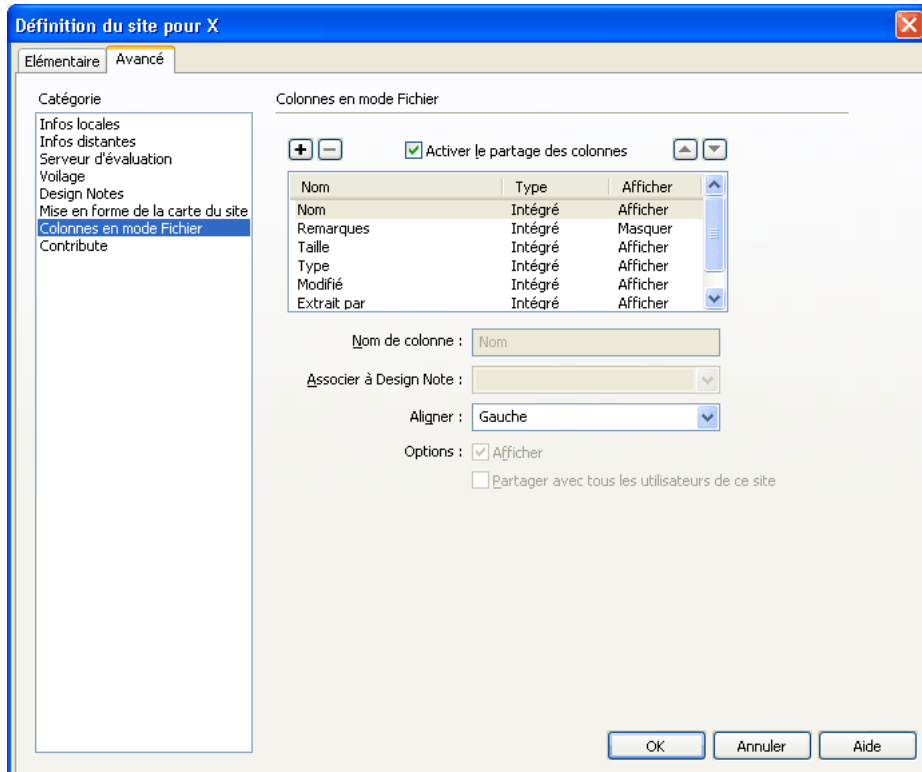 Définition du site pour X
Elémentaire Avancé
Catégorie
Infos locales
Infos distantes
Serveur d'évaluation
Voilage
Design Notes
Mise en forme de la carte du site
Colonnes en mode Fichier
Contribute
Colonnes en mode Fichier
Activer le partage des colonnes
Nom Type Afficher
Nom Intégré Afficher
Remarques Intégré Masquer
Taille Intégré Afficher
Type Intégré Afficher
Modifié Intégré Afficher
Extrait par Intégré Afficher
Nom de colonne : Nom
Associer à Design Note :
Aligner : Gauche
Options : Afficher
Partager avec tous les utilisateurs de ce site
OK Annuler Aide